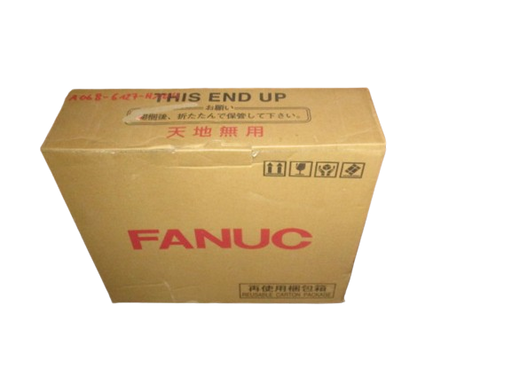 THIS END UP
お願い
開梱後、折たたんで保管して下さい。
天地無用
FANUC
再使用梱包箱
REUSABLE CARTON PACKAGE